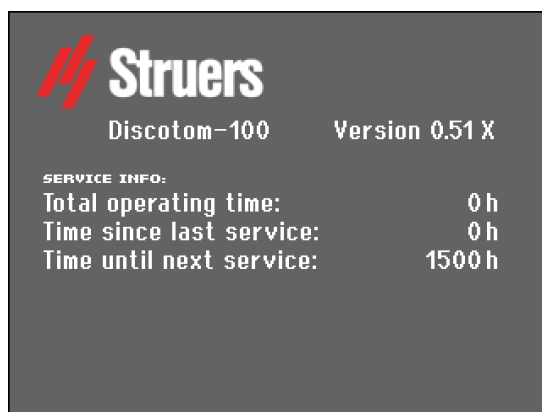 Struers
Discotom-100 Version 0.51 X
SERVICE INFO:
Total operating time: 0 h
Time since last service: 0 h
Time until next service: 1500 h